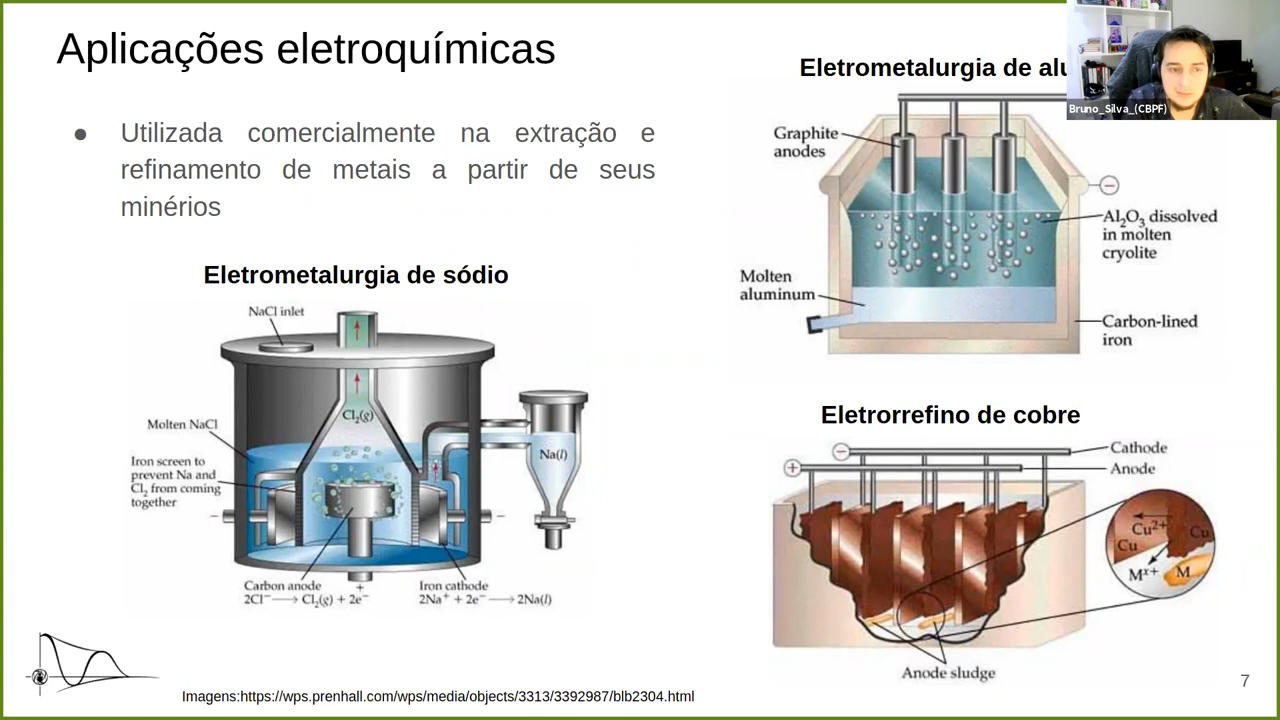 Aplicações eletroquímicas
● Utilizada comercialmente na extração e
refinamento de metais a partir de seus
minérios
Eletrometalurgia de sódio
NaCl inlet
Cl₂(g)
Molten NaCl
Iron screen to
prevent Na and
Cl₂ from coming
together
Na(l)
−
−
Carbon anode
+
2Cl⁻ ⟶ Cl₂(g) + 2e⁻
Iron cathode
2Na⁺ + 2e⁻ ⟶ 2Na(l)
Imagens:https://wps.prenhall.com/wps/media/objects/3313/3392987/blb2304.html
Eletrometalurgia de alu
Bruno_Silva_(CBPF)
Graphite
anodes
−
Al₂O₃ dissolved
in molten
cryolite
Molten
aluminum
Carbon-lined
iron
Eletrorrefino de cobre
−
+
Cathode
Anode
Cu²⁺
Cu
Cu
Mˣ⁺
M
Anode sludge
7